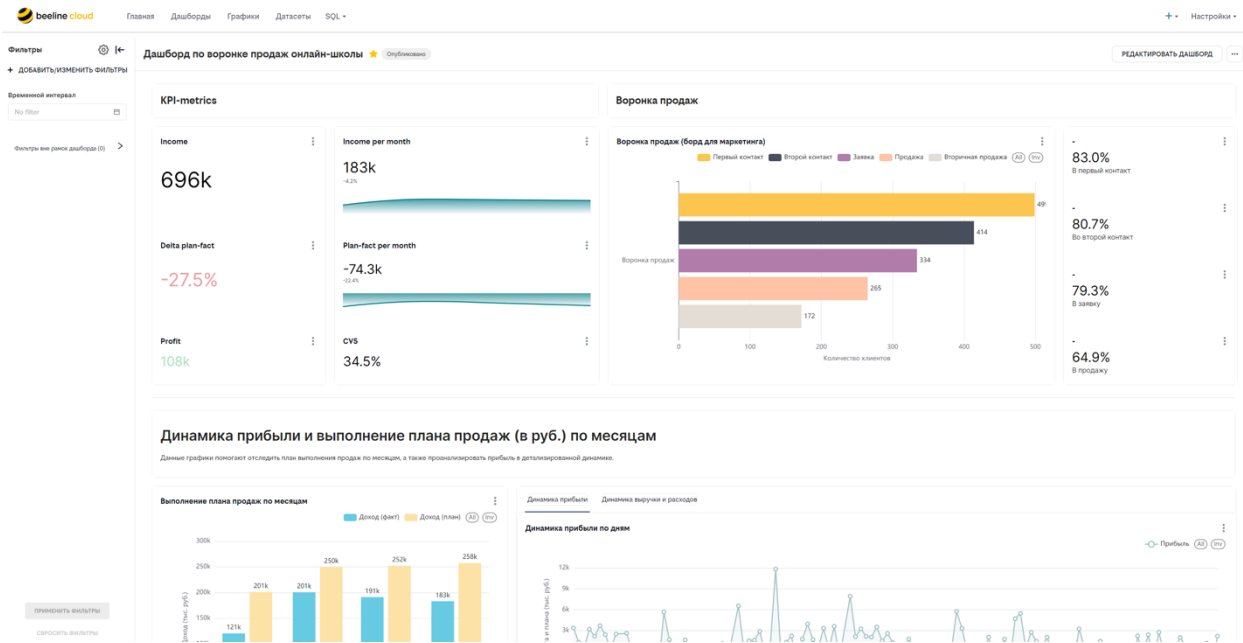 beeline cloud
Главная Дашборды Графики Датасеты SQL
Настройки
Фильтры
ДОБАВИТЬ/ИЗМЕНИТЬ ФИЛЬТРЫ
Временной интервал
No filter
Фильтры вне рамок дашборда (0)
ПРИМЕНИТЬ ФИЛЬТРЫ
СБРОСИТЬ ФИЛЬТРЫ
Дашборд по воронке продаж онлайн-школы Опубликовано
РЕДАКТИРОВАТЬ ДАШБОРД
KPI-metrics
Income
696k
Income per month
183k
-4.2%
Delta plan-fact
-27.5%
Plan-fact per month
-74.3k
-22.4%
Profit
108k
CV5
34.5%
Воронка продаж
Воронка продаж (борд для маркетинга)
Первый контакт Второй контакт Заявка Продажа Вторичная продажа All Inv
414
334
265
172
Воронка продаж
0 100 200 300 400 500
Количество клиентов
-
83.0%
В первый контакт
-
80.7%
Во второй контакт
-
79.3%
В заявку
-
64.9%
В продажу
Динамика прибыли и выполнение плана продаж (в руб.) по месяцам
Данные графики помогают отследить план выполнения продаж по месяцам, а также проанализировать прибыль в детализированной динамике.
Выполнение плана продаж по месяцам
Доход (факт) Доход (план) All Inv
300k
250k
200k
150k
Доход (тыс. руб.)
121k 201k 201k 250k 191k 252k 183k 258k
Динамика прибыли Динамика выручки и расходов
Динамика прибыли по дням
Прибыль All Inv
12k
9k
6k
3k
и плана (тыс. руб.)